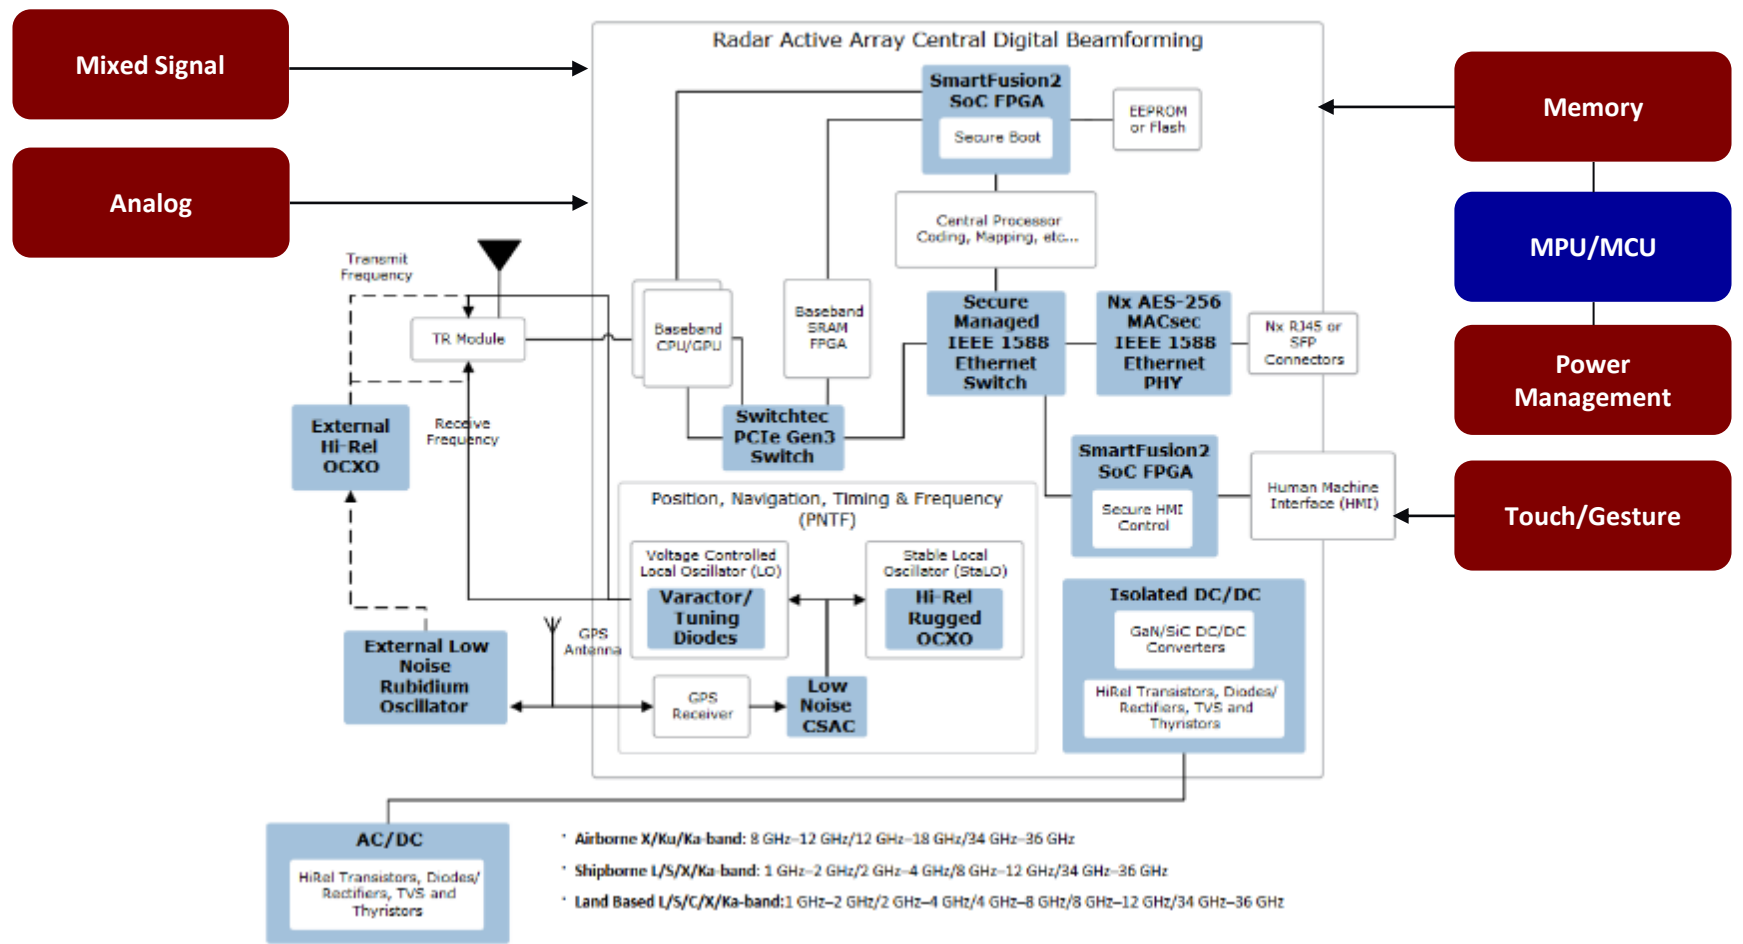 Mixed Signal
Analog
Radar Active Array Central Digital Beamforming
SmartFusion2
SoC FPGA
Secure Boot
EEPROM
or Flash
Central Processor
Coding, Mapping, etc...
Transmit
Frequency
TR Module
Baseband
CPU/GPU
Baseband
SRAM
FPGA
Secure
Managed
IEEE 1588
Ethernet
Switch
Nx AES-256
MACsec
IEEE 1588
Ethernet
PHY
Nx RJ45 or
SFP
Connectors
Receive
Frequency
External
Hi-Rel
OCXO
Switchtec
PCIe Gen3
Switch
SmartFusion2
SoC FPGA
Secure HMI
Control
Human Machine
Interface (HMI)
Position, Navigation, Timing & Frequency
(PNTF)
Voltage Controlled
Local Oscillator (LO)
Varactor/
Tuning
Diodes
Stable Local
Oscillator (StaLO)
Hi-Rel
Rugged
OCXO
External Low
Noise
Rubidium
Oscillator
GPS
Antenna
GPS
Receiver
Low
Noise
CSAC
Isolated DC/DC
GaN/SiC DC/DC
Converters
HiRel Transistors, Diodes/
Rectifiers, TVS and
Thyristors
AC/DC
HiRel Transistors, Diodes/
Rectifiers, TVS and
Thyristors
· Airborne X/Ku/Ka-band: 8 GHz–12 GHz/12 GHz–18 GHz/34 GHz–36 GHz
· Shipborne L/S/X/Ka-band: 1 GHz–2 GHz/2 GHz–4 GHz/8 GHz–12 GHz/34 GHz–36 GHz
· Land Based L/S/C/X/Ka-band:1 GHz–2 GHz/2 GHz–4 GHz/4 GHz–8 GHz/8 GHz–12 GHz/34 GHz–36 GHz
Memory
MPU/MCU
Power
Management
Touch/Gesture